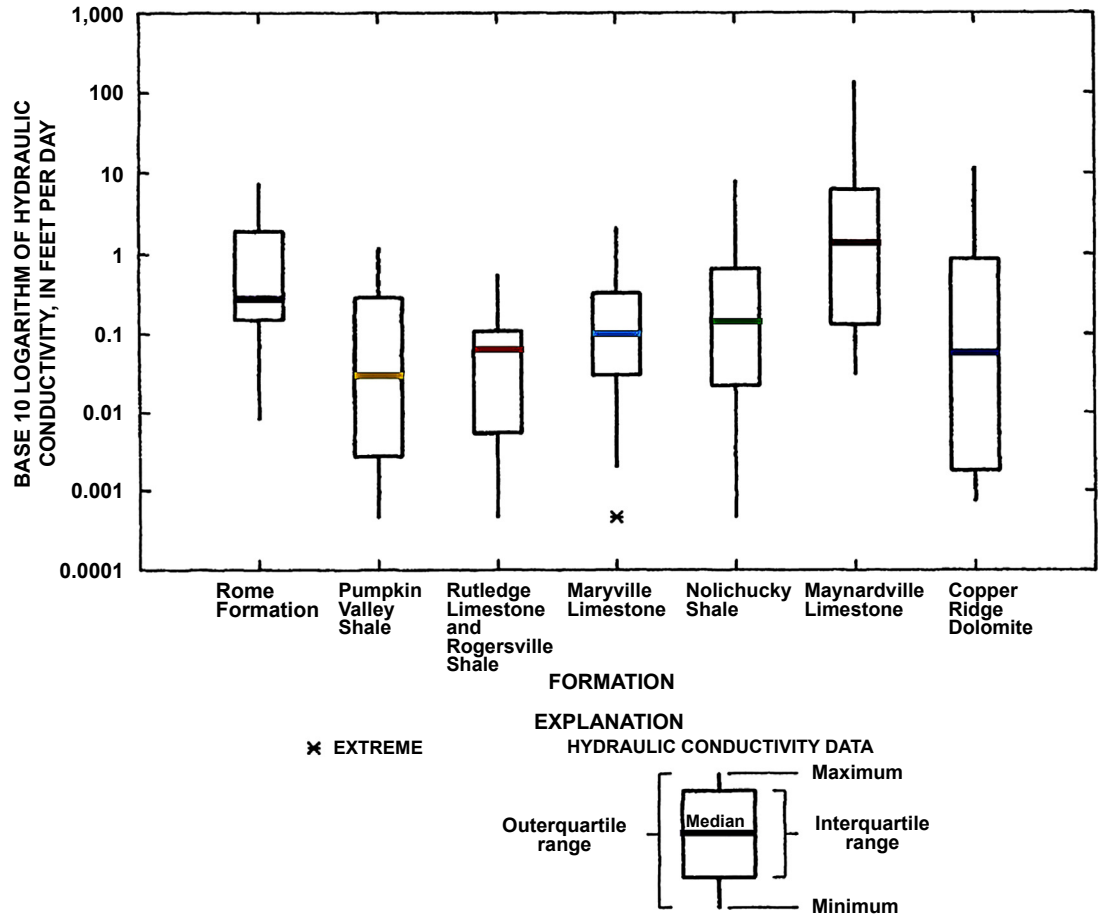 BASE 10 LOGARITHM OF HYDRAULIC
CONDUCTIVITY, IN FEET PER DAY
1,000
100
10
1
0.1
0.01
0.001
0.0001
Rome
Formation
Pumpkin
Valley
Shale
Rutledge
Limestone
and
Rogersville
Shale
Maryville
Limestone
Nolichucky
Shale
Maynardville
Limestone
Copper
Ridge
Dolomite
FORMATION
EXPLANATION
EXTREME
HYDRAULIC CONDUCTIVITY DATA
Maximum
Outerquartile
range
Median
Interquartile
range
Minimum